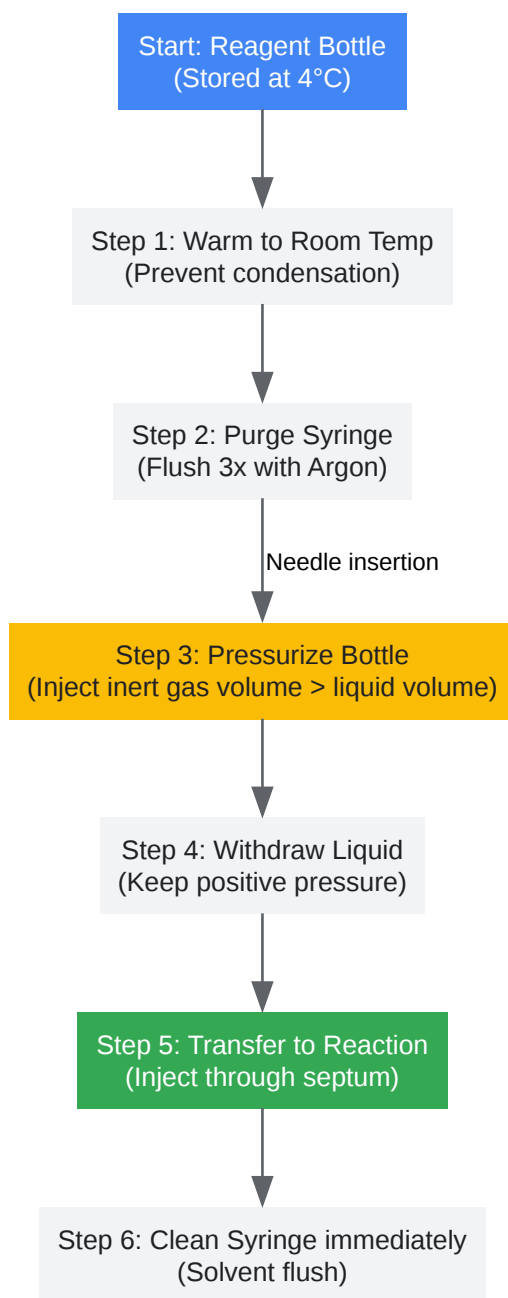 Start: Reagent Bottle
(Stored at 4°C)
Step 1: Warm to Room Temp
(Prevent condensation)
Step 2: Purge Syringe
(Flush 3x with Argon)
Needle insertion
Step 3: Pressurize Bottle
(Inject inert gas volume > liquid volume)
Step 4: Withdraw Liquid
(Keep positive pressure)
Step 5: Transfer to Reaction
(Inject through septum)
Step 6: Clean Syringe immediately
(Solvent flush)